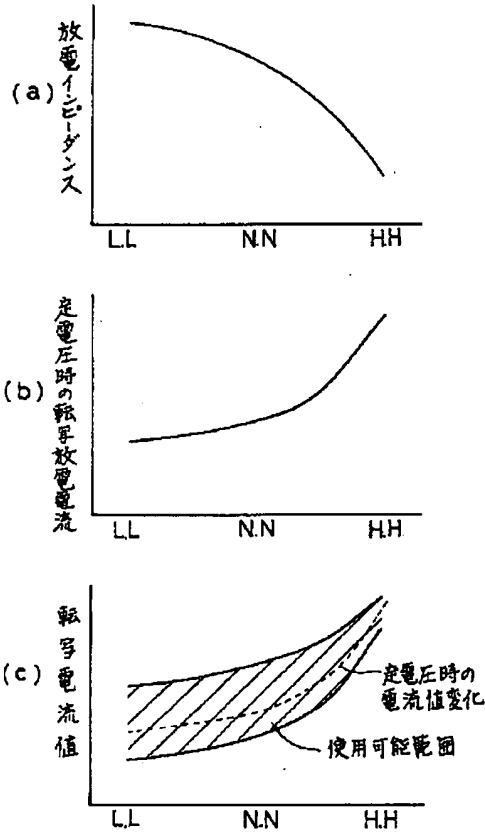 (a)
放電インピーダンス
L.L N.N H.H
(b)
定電圧時の転写放電電流
L.L N.N H.H
(c)
転写電流値
定電圧時の
電流値変化
使用可能範囲
L.L N.N H.H